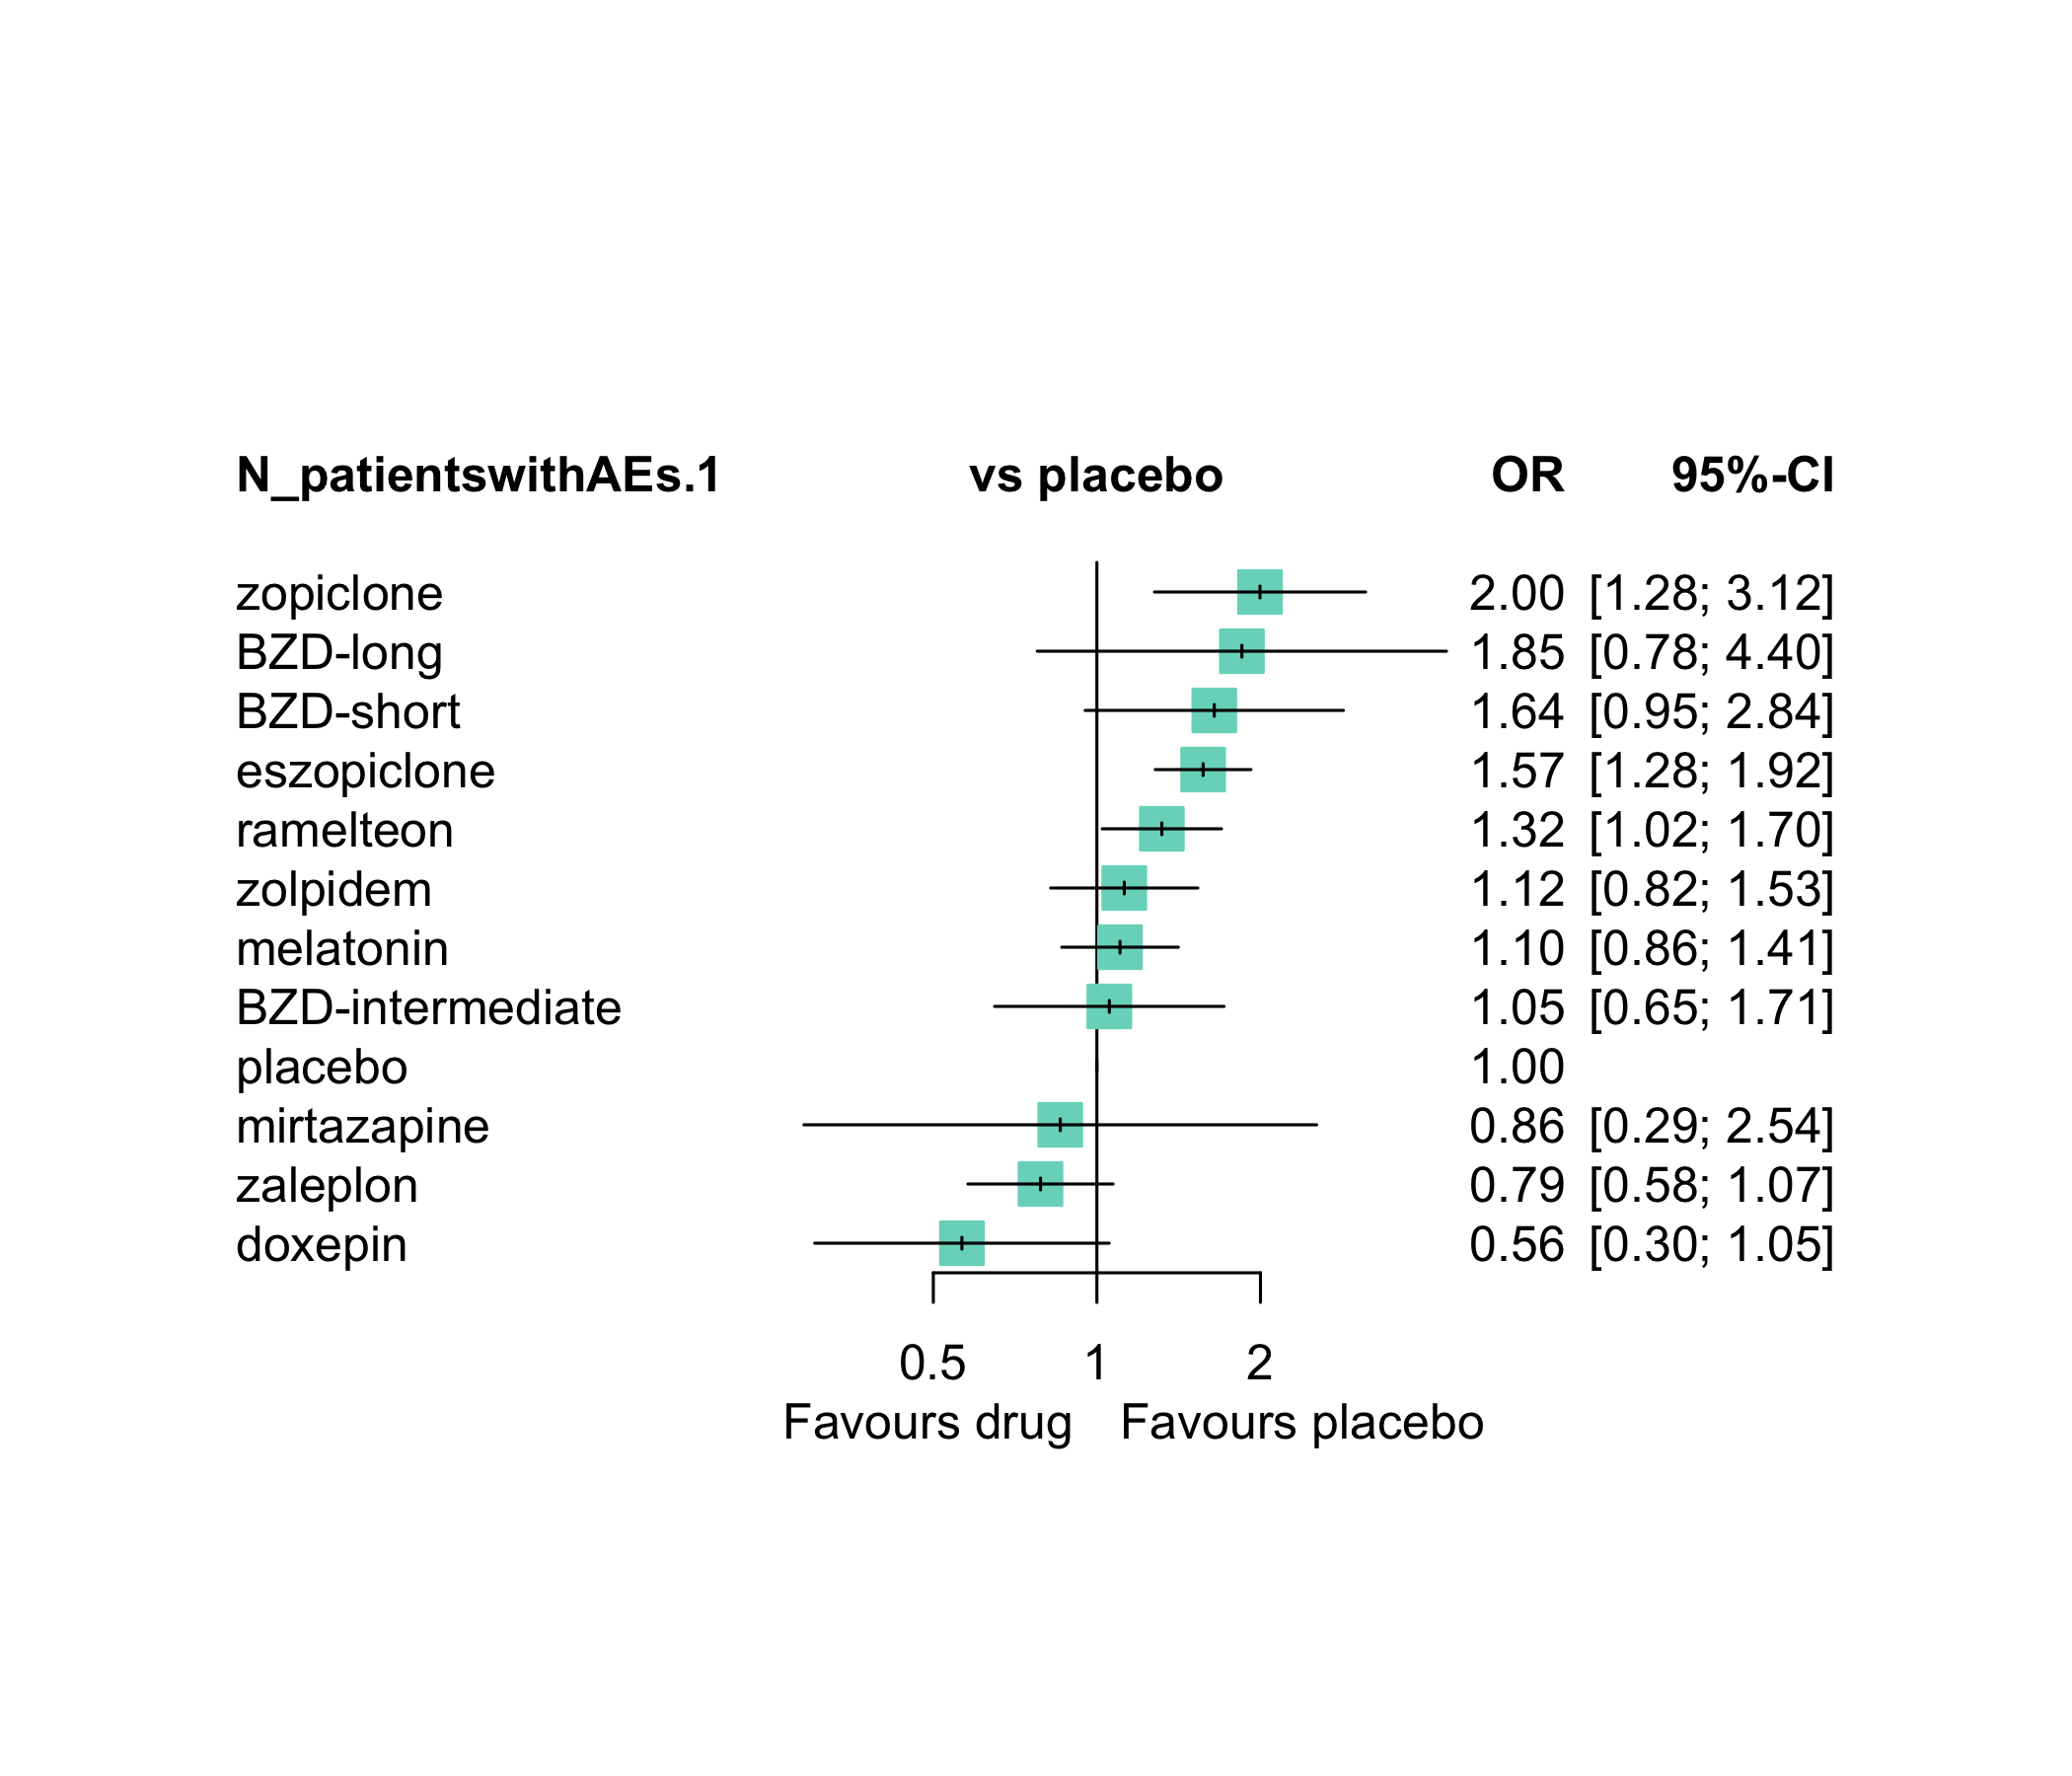 N_patientswithAEs.1 vs placebo OR 95%-CI
zopiclone 2.00 [1.28; 3.12]
BZD-long 1.85 [0.78; 4.40]
BZD-short 1.64 [0.95; 2.84]
eszopiclone 1.57 [1.28; 1.92]
ramelteon 1.32 [1.02; 1.70]
zolpidem 1.12 [0.82; 1.53]
melatonin 1.10 [0.86; 1.41]
BZD-intermediate 1.05 [0.65; 1.71]
placebo 1.00
mirtazapine 0.86 [0.29; 2.54]
zaleplon 0.79 [0.58; 1.07]
doxepin 0.56 [0.30; 1.05]
0.5 1 2
Favours drug Favours placebo